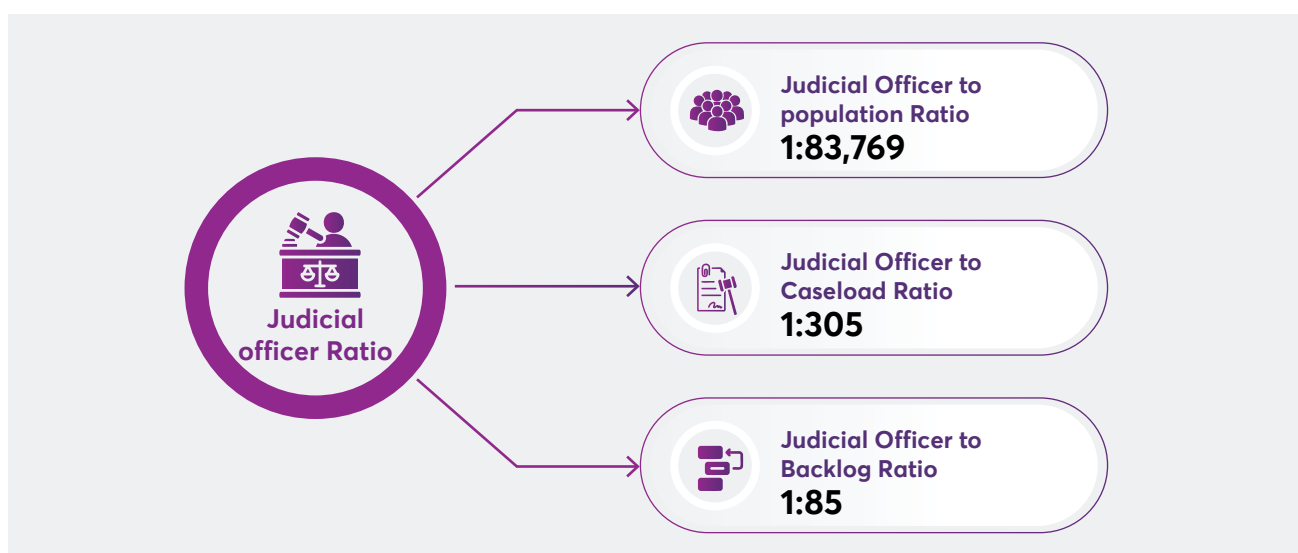 Judicial
officer Ratio
Judicial Officer to
population Ratio
1:83,769
Judicial Officer to
Caseload Ratio
1:305
Judicial Officer to
Backlog Ratio
1:85